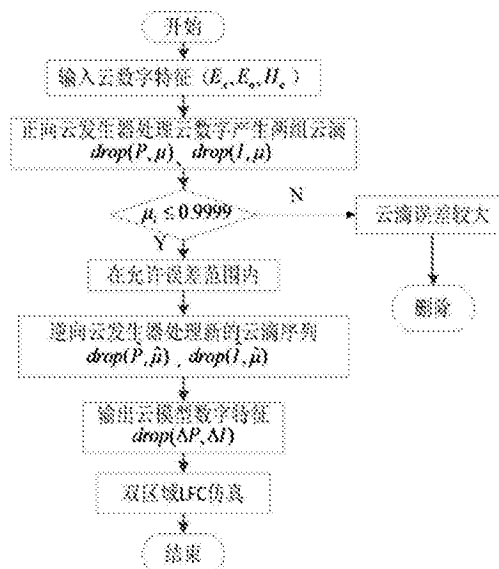 开始
输入云数字特征（E_x,E_n,H_e）
正向云发生器处理云数字产生两组云滴
drop(P,μ)、drop(I,μ)
μ_i ≤ 0.9999
N
云滴误差较大
Y
在允许误差范围内
删除
逆向云发生器处理新的云滴序列
drop(P̂,μ̂)，drop(Î,μ̂)
输出云模型数字特征
drop(ΔP,ΔI)
双区域LFC仿真
结束